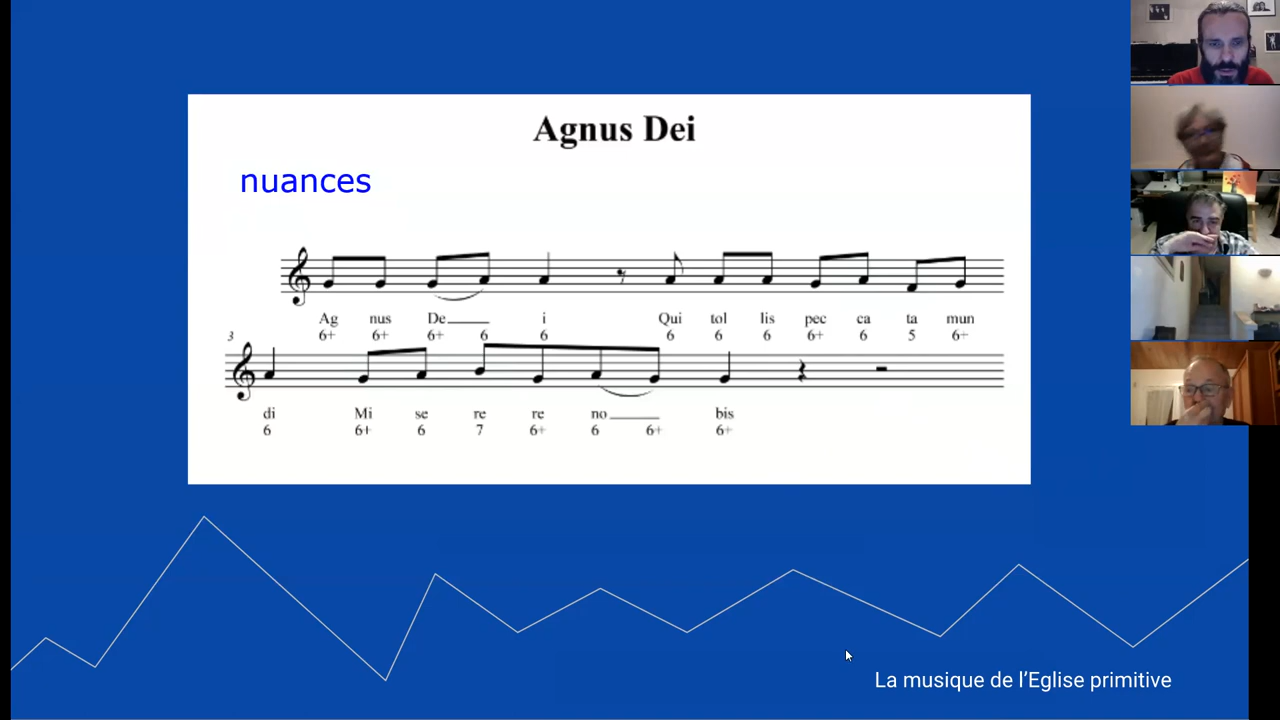 Agnus Dei
nuances
Ag nus De____ i Qui tol lis pec ca ta mun
6+ 6+ 6+ 6 6 6 6 6 6+ 6 5 6+
3
di Mi se re re no____ bis
6 6+ 6 7 6+ 6 6+ 6+
La musique de l’Eglise primitive